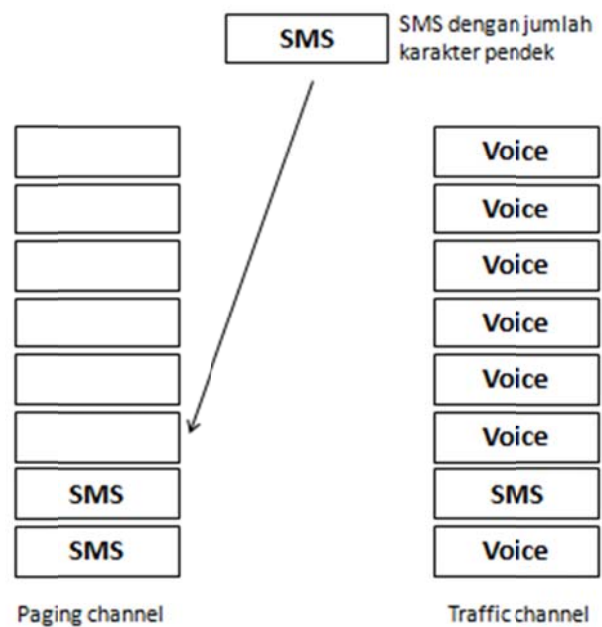 SMS
SMS dengan jumlah
karakter pendek
Voice
Voice
Voice
Voice
Voice
Voice
SMS
SMS
SMS
Voice
Paging channel
Traffic channel